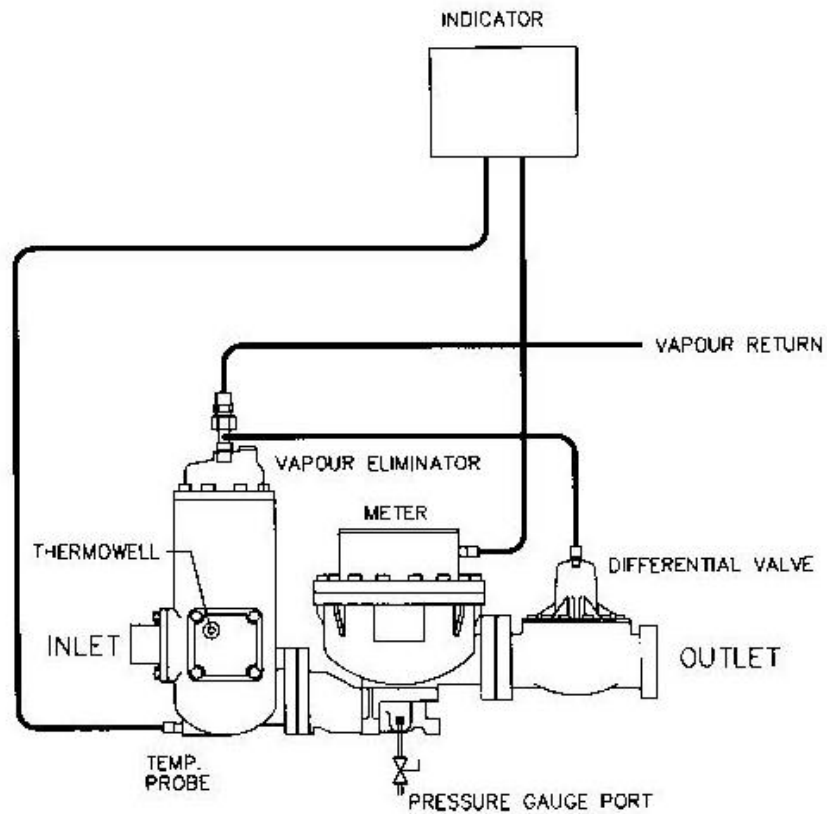 INDICATOR
VAPOUR RETURN
VAPOUR ELIMINATOR
METER
THERMOWELL
DIFFERENTIAL VALVE
INLET
OUTLET
TEMP.
PROBE
PRESSURE GAUGE PORT